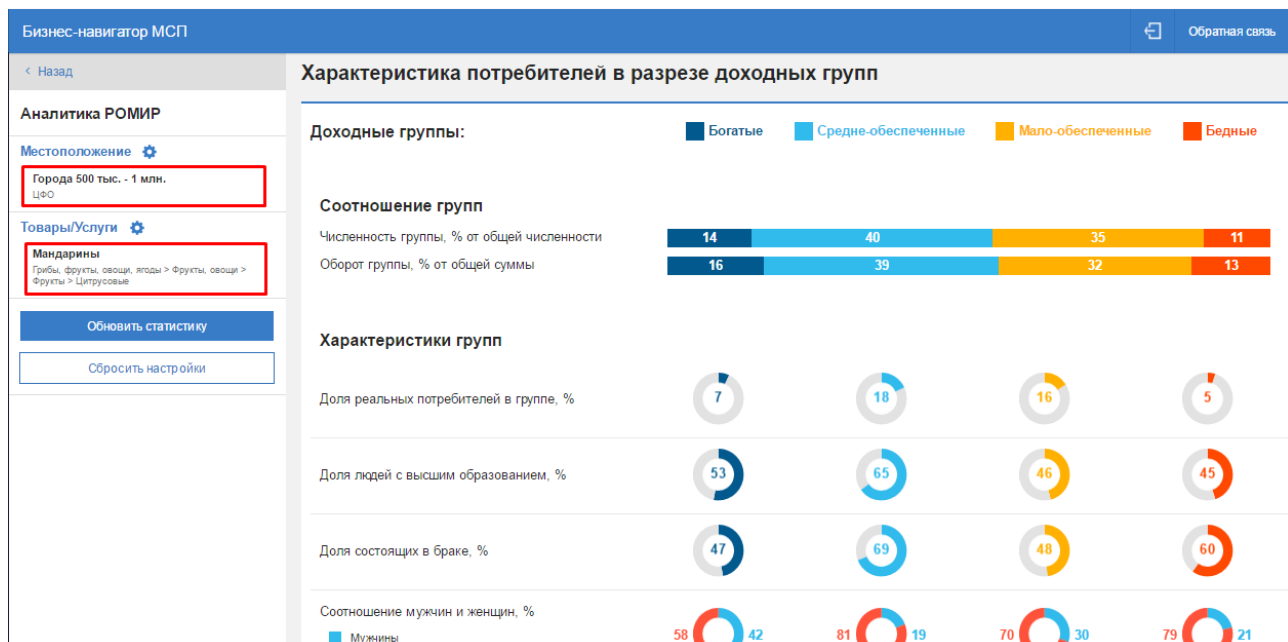 Бизнес-навигатор МСП
Обратная связь
< Назад
Характеристика потребителей в разрезе доходных групп
Аналитика РОМИР
Местоположение
Города 500 тыс. - 1 млн.
ЦФО
Товары/Услуги
Мандарины
Грибы, фрукты, овощи, ягоды > Фрукты, овощи >
Фрукты > Цитрусовые
Обновить статистику
Сбросить настройки
Доходные группы:
Богатые
Средне-обеспеченные
Мало-обеспеченные
Бедные
Соотношение групп
Численность группы, % от общей численности
14 40 35 11
Оборот группы, % от общей суммы
16 39 32 13
Характеристики групп
Доля реальных потребителей в группе, %
7 18 16 5
Доля людей с высшим образованием, %
53 65 46 45
Доля состоящих в браке, %
47 69 48 60
Соотношение мужчин и женщин, %
Мужчины
58 42 81 19 70 30 79 21